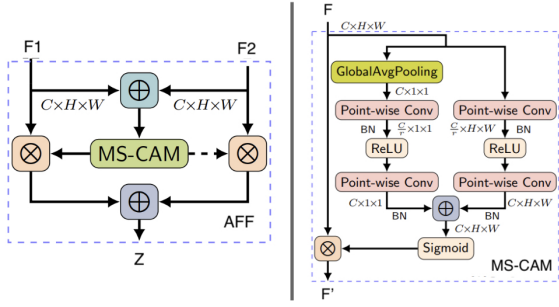 F1
F2
C×H×W
C×H×W
MS-CAM
AFF
Z
F
C×H×W
GlobalAvgPooling
C×1×1
Point-wise Conv
Point-wise Conv
BN
C/r×1×1
C/r×H×W
BN
ReLU
ReLU
Point-wise Conv
Point-wise Conv
C×1×1
BN
BN
C×H×W
C×H×W
Sigmoid
MS-CAM
F'